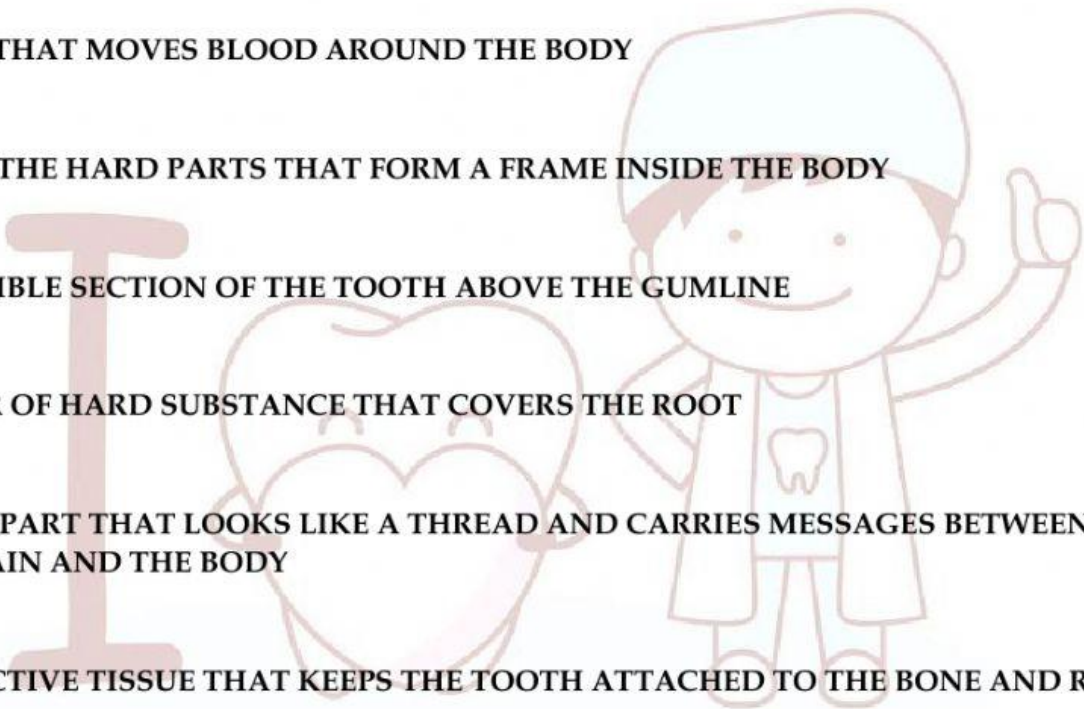 THAT MOVES BLOOD AROUND THE BODY
THE HARD PARTS THAT FORM A FRAME INSIDE THE BODY
IBLE SECTION OF THE TOOTH ABOVE THE GUMLINE
R OF HARD SUBSTANCE THAT COVERS THE ROOT
PART THAT LOOKS LIKE A THREAD AND CARRIES MESSAGES BETWEEN
AIN AND THE BODY
CTIVE TISSUE THAT KEEPS THE TOOTH ATTACHED TO THE BONE AND R
I